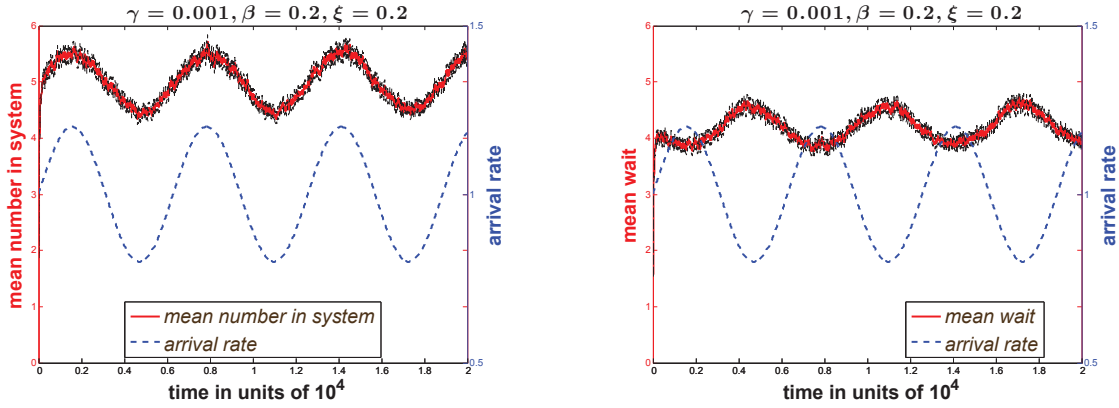 γ = 0.001, β = 0.2, ξ = 0.2
mean number in system
6
5
4
3
2
1
0
1.5
1
0.5
arrival rate
mean number in system
arrival rate
0 0.2 0.4 0.6 0.8 1 1.2 1.4 1.6 1.8 2
time in units of 10^4
γ = 0.001, β = 0.2, ξ = 0.2
mean wait
6
5
4
3
2
1
0
1.5
1
0.5
arrival rate
mean wait
arrival rate
0 0.2 0.4 0.6 0.8 1 1.2 1.4 1.6 1.8 2
time in units of 10^4